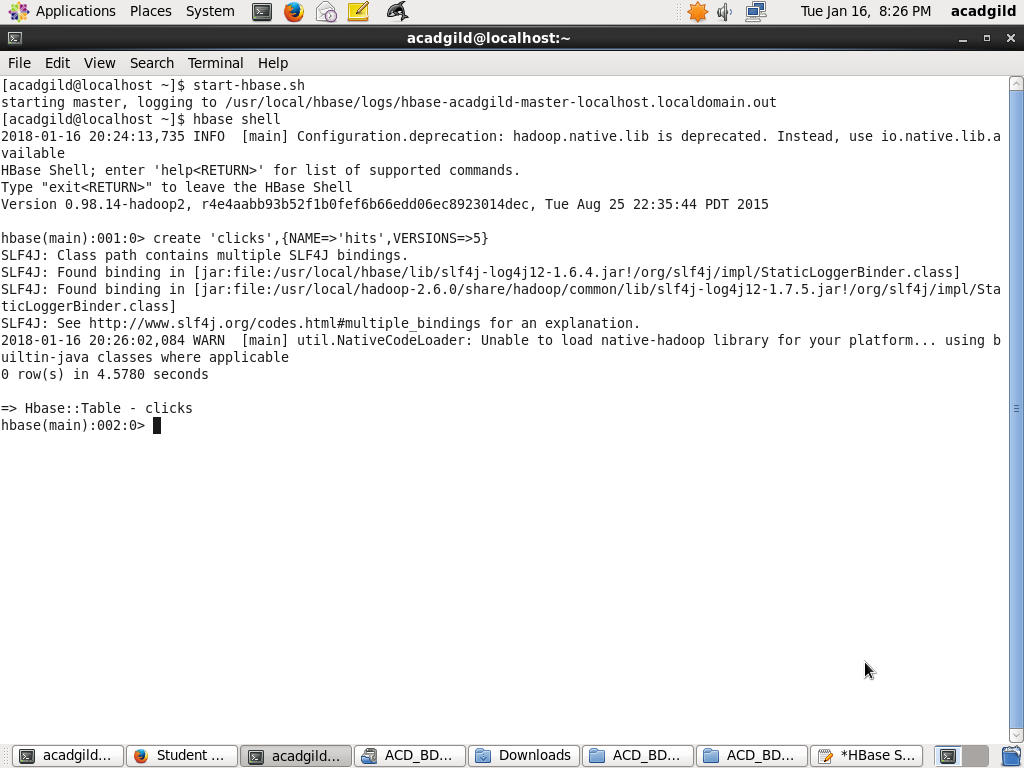 Applications Places System
Tue Jan 16, 8:26 PM acadgild
acadgild@localhost:~
File Edit View Search Terminal Help
[acadgild@localhost ~]$ start-hbase.sh
starting master, logging to /usr/local/hbase/logs/hbase-acadgild-master-localhost.localdomain.out
[acadgild@localhost ~]$ hbase shell
2018-01-16 20:24:13,735 INFO  [main] Configuration.deprecation: hadoop.native.lib is deprecated. Instead, use io.native.lib.a
vailable
HBase Shell; enter 'help<RETURN>' for list of supported commands.
Type "exit<RETURN>" to leave the HBase Shell
Version 0.98.14-hadoop2, r4e4aabb93b52f1b0fef6b66edd06ec8923014dec, Tue Aug 25 22:35:44 PDT 2015
hbase(main):001:0> create 'clicks',{NAME=>'hits',VERSIONS=>5}
SLF4J: Class path contains multiple SLF4J bindings.
SLF4J: Found binding in [jar:file:/usr/local/hbase/lib/slf4j-log4j12-1.6.4.jar!/org/slf4j/impl/StaticLoggerBinder.class]
SLF4J: Found binding in [jar:file:/usr/local/hadoop-2.6.0/share/hadoop/common/lib/slf4j-log4j12-1.7.5.jar!/org/slf4j/impl/Sta
ticLoggerBinder.class]
SLF4J: See http://www.slf4j.org/codes.html#multiple_bindings for an explanation.
2018-01-16 20:26:02,084 WARN  [main] util.NativeCodeLoader: Unable to load native-hadoop library for your platform... using b
uiltin-java classes where applicable
0 row(s) in 4.5780 seconds
=> Hbase::Table - clicks
hbase(main):002:0>
acadgild... Student ... acadgild... ACD_BD... Downloads ACD_BD... ACD_BD... *HBase S...